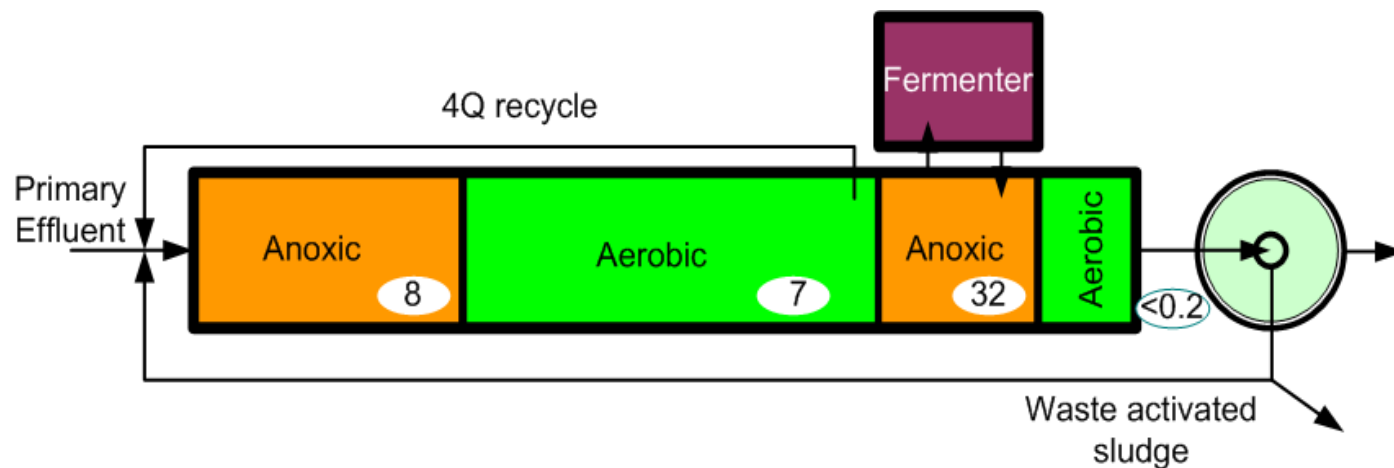 Fermenter
4Q recycle
Primary
Effluent
Anoxic
8
Aerobic
7
Anoxic
32
Aerobic
<0.2
Waste activated
sludge